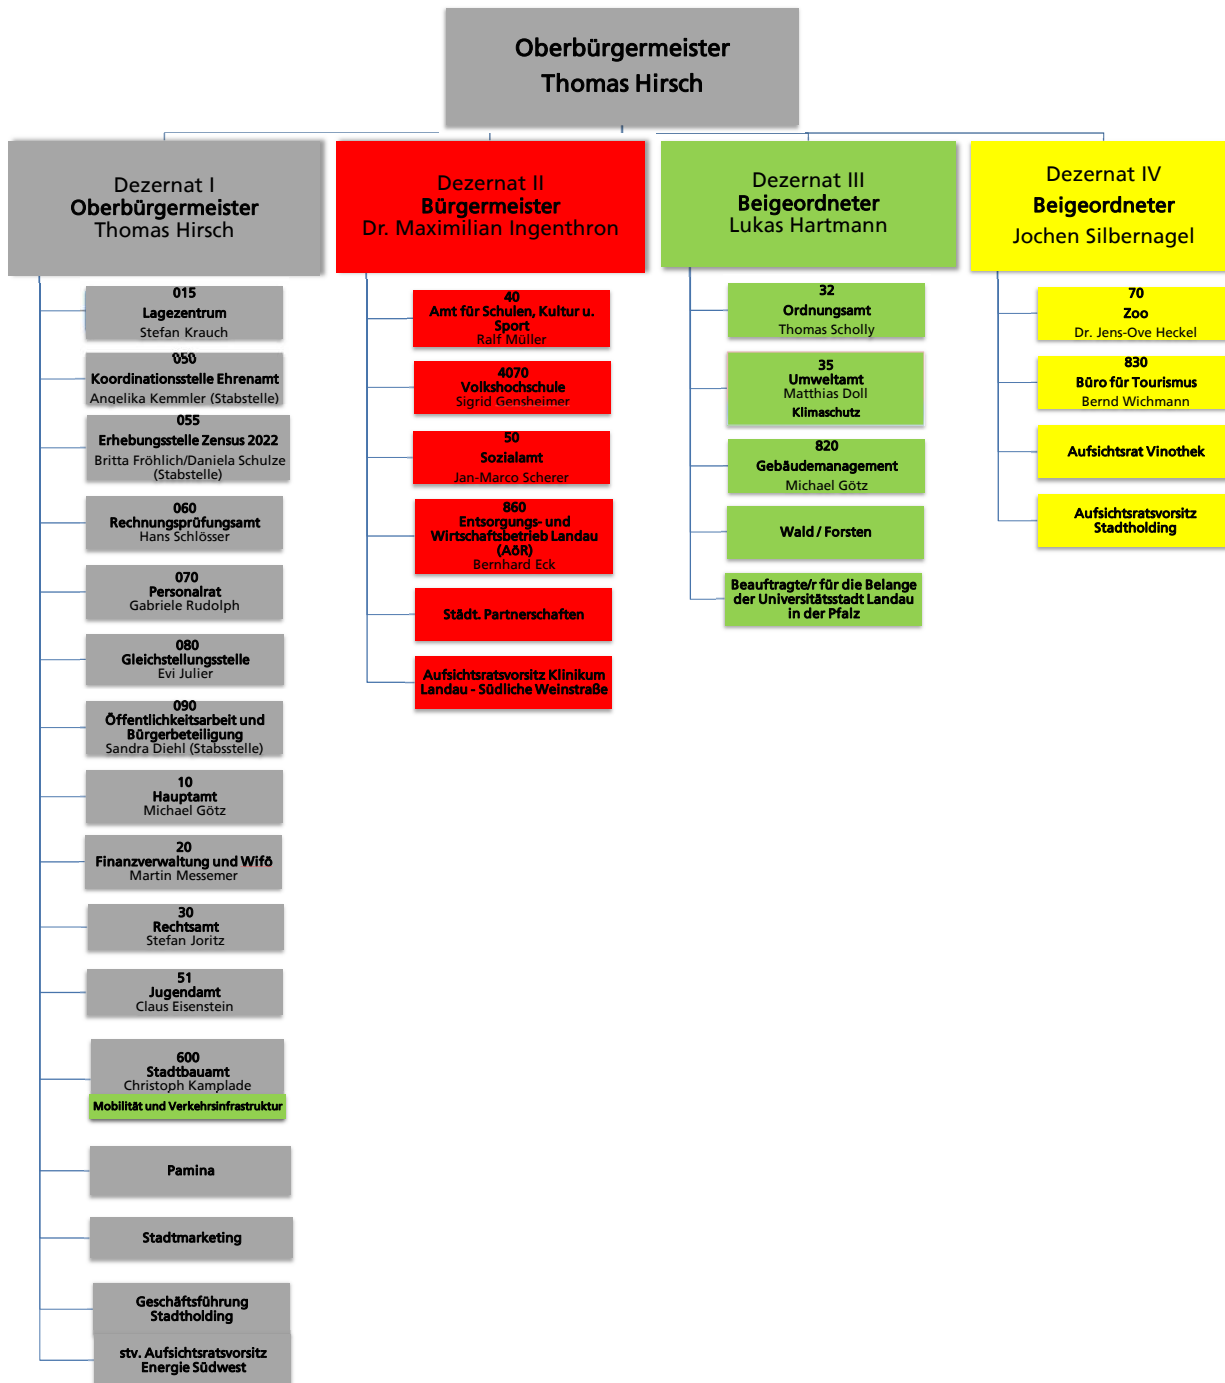 Oberbürgermeister
Thomas Hirsch
Dezernat I
Oberbürgermeister
Thomas Hirsch
015
Lagezentrum
Stefan Krauch
050
Koordinationsstelle Ehrenamt
Angelika Kemmler (Stabstelle)
055
Erhebungsstelle Zensus 2022
Britta Fröhlich/Daniela Schulze
(Stabstelle)
060
Rechnungsprüfungsamt
Hans Schlösser
070
Personalrat
Gabriele Rudolph
080
Gleichstellungsstelle
Evi Julier
090
Öffentlichkeitsarbeit und
Bürgerbeteiligung
Sandra Diehl (Stabsstelle)
10
Hauptamt
Michael Götz
20
Finanzverwaltung und Wifö
Martin Messemer
30
Rechtsamt
Stefan Joritz
51
Jugendamt
Claus Eisenstein
600
Stadtbauamt
Christoph Kamplade
Mobilität und Verkehrsinfrastruktur
Pamina
Stadtmarketing
Geschäftsführung
Stadtholding
stv. Aufsichtsratsvorsitz
Energie Südwest
Dezernat II
Bürgermeister
Dr. Maximilian Ingenthron
40
Amt für Schulen, Kultur u.
Sport
Ralf Müller
4070
Volkshochschule
Sigrid Gensheimer
50
Sozialamt
Jan-Marco Scherer
860
Entsorgungs- und
Wirtschaftsbetrieb Landau
(AöR)
Bernhard Eck
Städt. Partnerschaften
Aufsichtsratsvorsitz Klinikum
Landau - Südliche Weinstraße
Dezernat III
Beigeordneter
Lukas Hartmann
32
Ordnungsamt
Thomas Scholly
35
Umweltamt
Matthias Doll
Klimaschutz
820
Gebäudemanagement
Michael Götz
Wald / Forsten
Beauftragte/r für die Belange
der Universitätsstadt Landau
in der Pfalz
Dezernat IV
Beigeordneter
Jochen Silbernagel
70
Zoo
Dr. Jens-Ove Heckel
830
Büro für Tourismus
Bernd Wichmann
Aufsichtsrat Vinothek
Aufsichtsratsvorsitz
Stadtholding